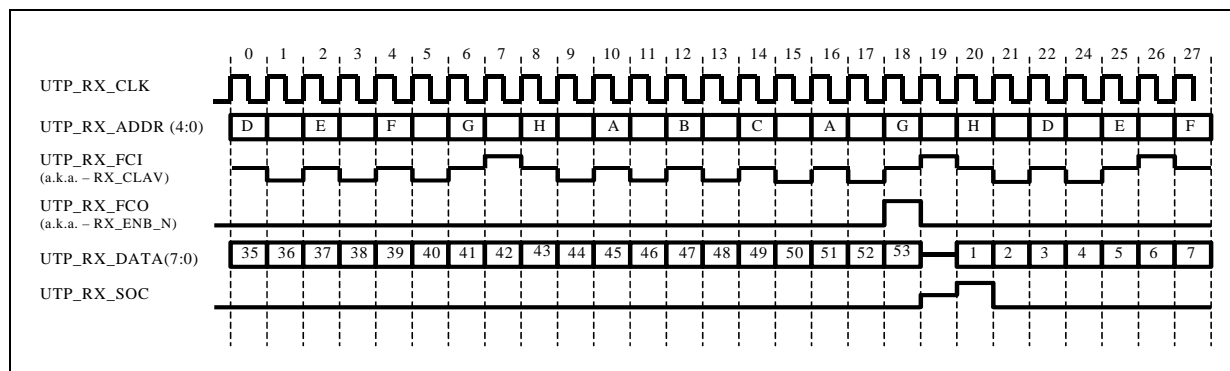 0 1 2 3 4 5 6 7 8 9 10 11 12 13 14 15 16 17 18 19 20 21 22 24 25 26 27
UTP_RX_CLK
UTP_RX_ADDR (4:0) D E F G H A B C A G H D E F
UTP_RX_FCI
(a.k.a. – RX_CLAV)
UTP_RX_FCO
(a.k.a. – RX_ENB_N)
UTP_RX_DATA(7:0) 35 36 37 38 39 40 41 42 43 44 45 46 47 48 49 50 51 52 53 1 2 3 4 5 6 7
UTP_RX_SOC